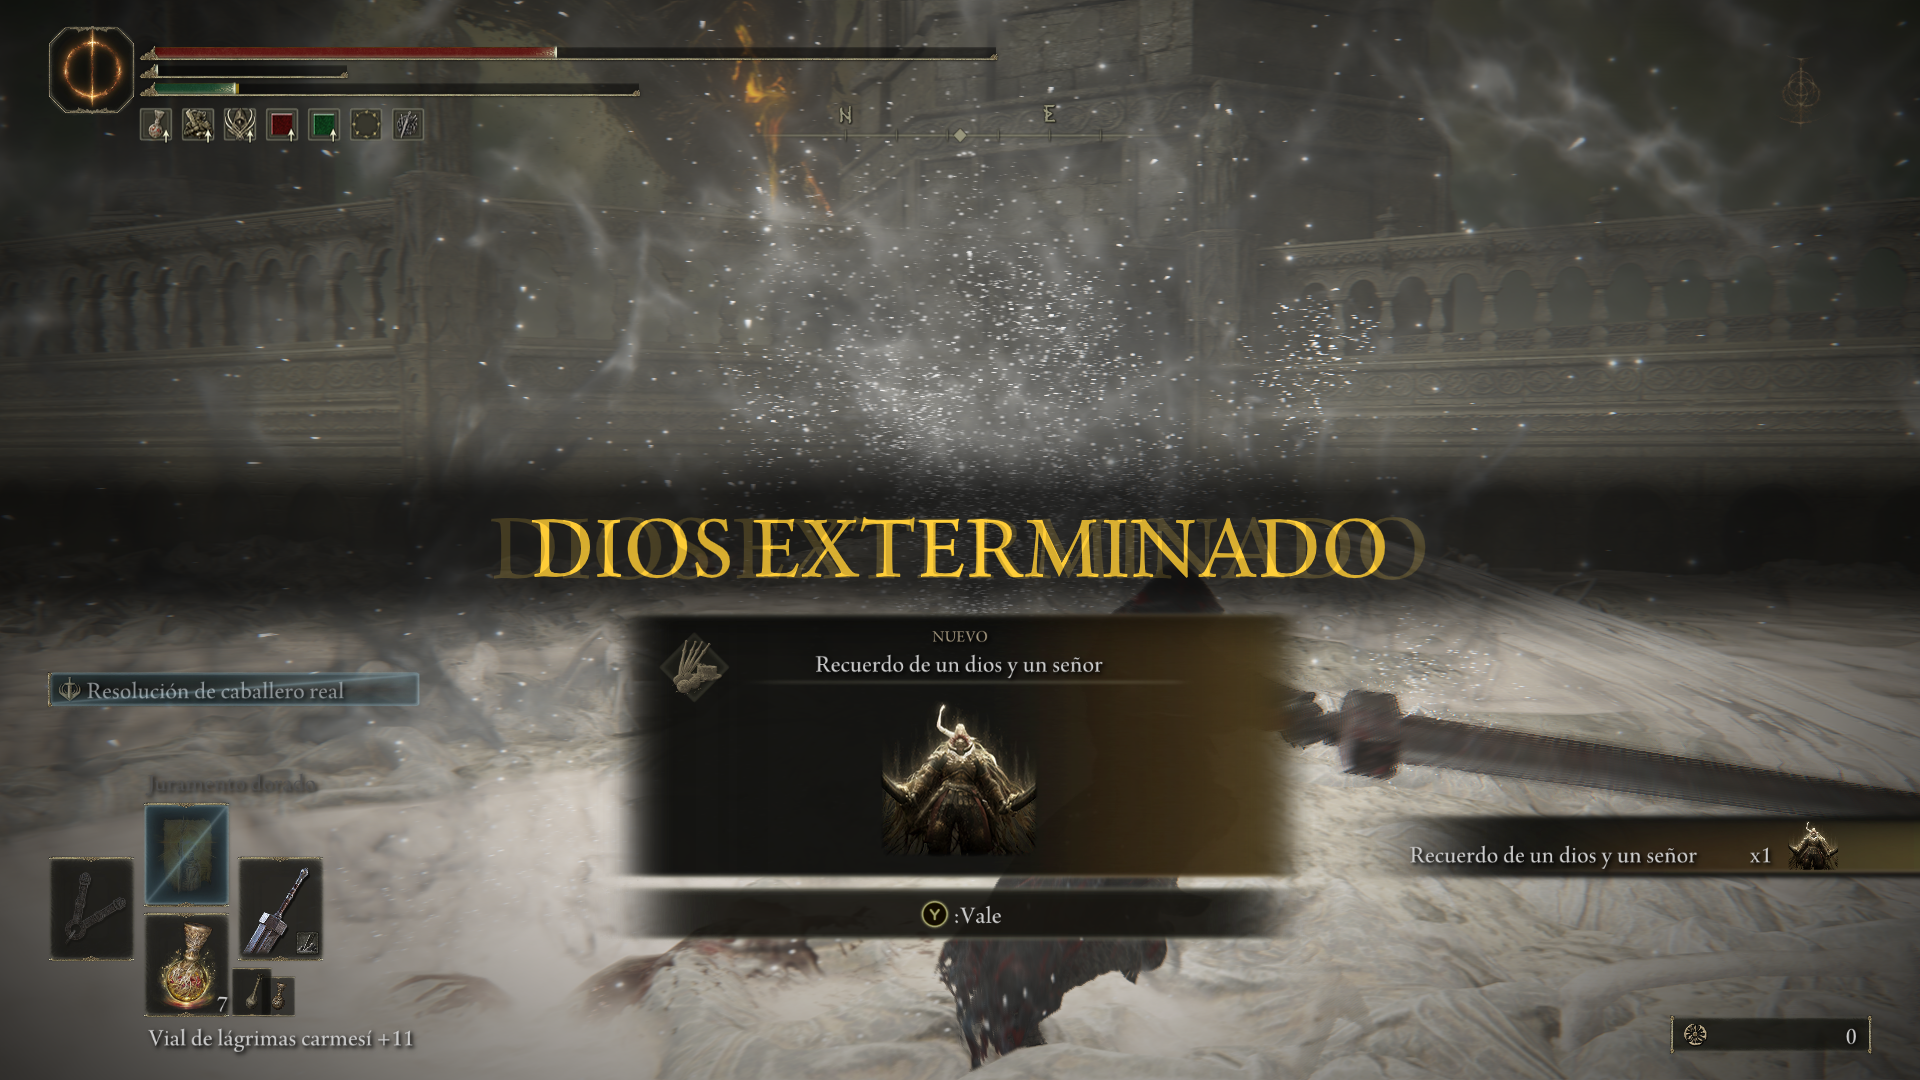 N E
DIOS EXTERMINADO
NUEVO
Recuerdo de un dios y un señor
Resolución de caballero real
Juramento dorado
Recuerdo de un dios y un señor x1
Y :Vale
7
Vial de lágrimas carmesí +11
0